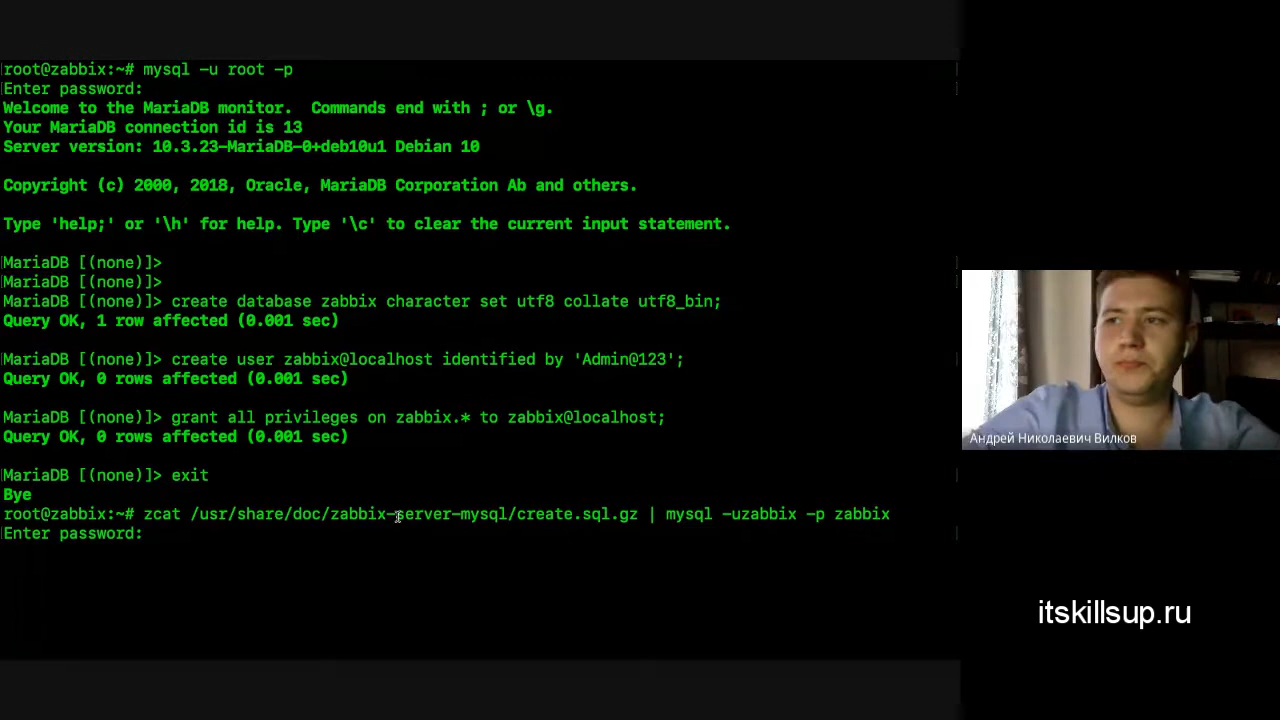 root@zabbix:~# mysql -u root -p
Enter password:
Welcome to the MariaDB monitor.  Commands end with ; or \g.
Your MariaDB connection id is 13
Server version: 10.3.23-MariaDB-0+deb10u1 Debian 10
Copyright (c) 2000, 2018, Oracle, MariaDB Corporation Ab and others.
Type 'help;' or '\h' for help. Type '\c' to clear the current input statement.
MariaDB [(none)]>
MariaDB [(none)]>
MariaDB [(none)]> create database zabbix character set utf8 collate utf8_bin;
Query OK, 1 row affected (0.001 sec)
MariaDB [(none)]> create user zabbix@localhost identified by 'Admin@123';
Query OK, 0 rows affected (0.001 sec)
MariaDB [(none)]> grant all privileges on zabbix.* to zabbix@localhost;
Query OK, 0 rows affected (0.001 sec)
MariaDB [(none)]> exit
Bye
root@zabbix:~# zcat /usr/share/doc/zabbix-server-mysql/create.sql.gz | mysql -uzabbix -p zabbix
Enter password:
Андрей Николаевич Вилков
itskillsup.ru